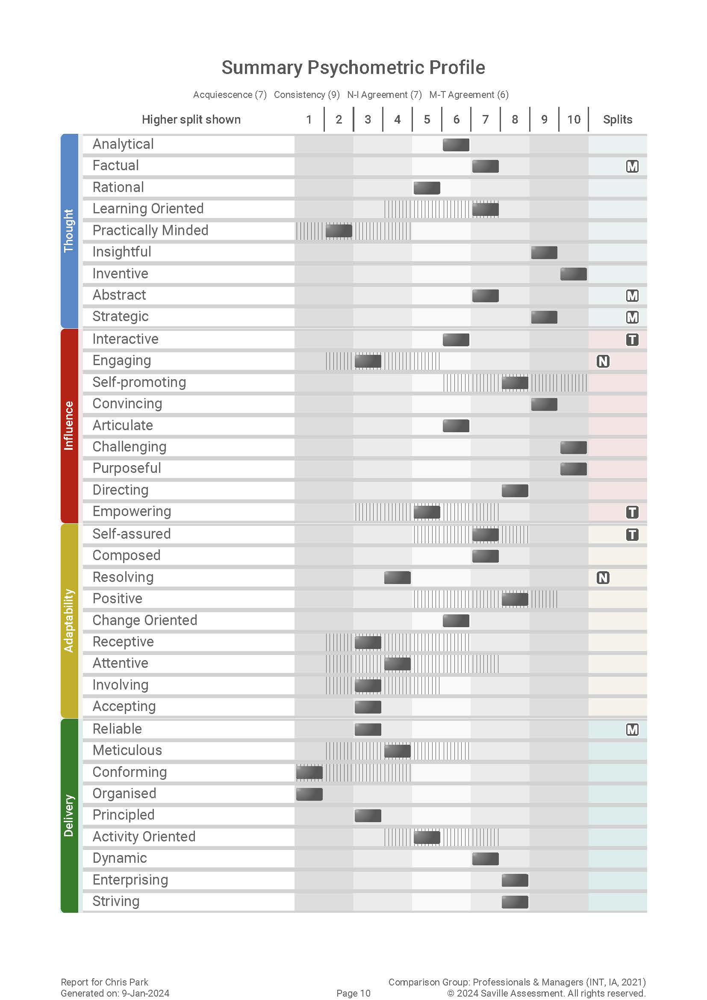 Summary Psychometric Profile
Acquiescence (7) Consistency (9) N-I Agreement (7) M-T Agreement (6)
Higher split shown 1 2 3 4 5 6 7 8 9 10 Splits
Thought
Analytical
Factual M
Rational
Learning Oriented
Practically Minded
Insightful
Inventive
Abstract M
Strategic M
Influence
Interactive T
Engaging N
Self-promoting
Convincing
Articulate
Challenging
Purposeful
Directing
Empowering T
Adaptability
Self-assured T
Composed
Resolving N
Positive
Change Oriented
Receptive
Attentive
Involving
Accepting
Delivery
Reliable M
Meticulous
Conforming
Organised
Principled
Activity Oriented
Dynamic
Enterprising
Striving
Report for Chris Park
Generated on: 9-Jan-2024
Page 10
Comparison Group: Professionals & Managers (INT, IA, 2021)
© 2024 Saville Assessment. All rights reserved.